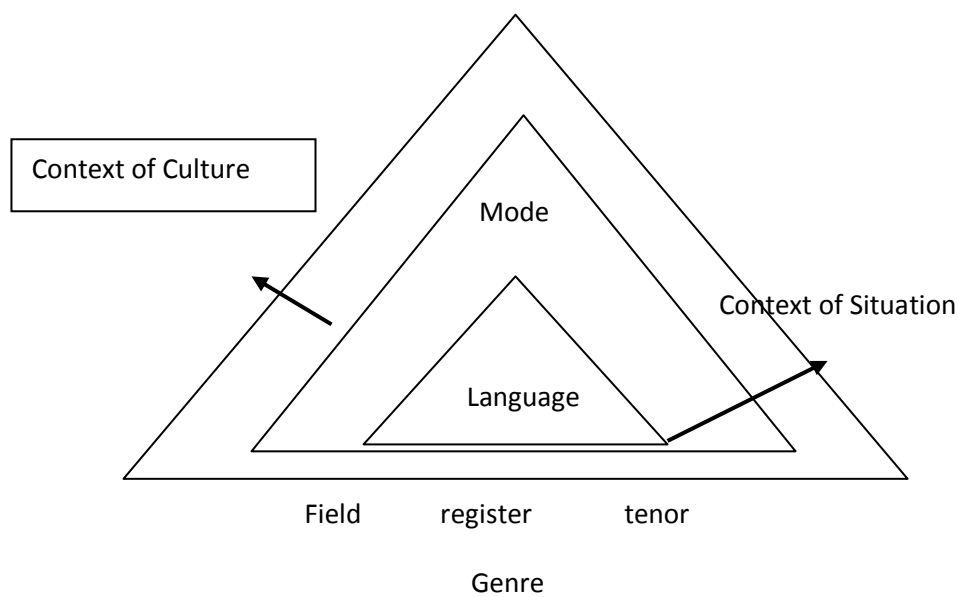 Context of Culture
Mode
Context of Situation
Language
Field register tenor
Genre